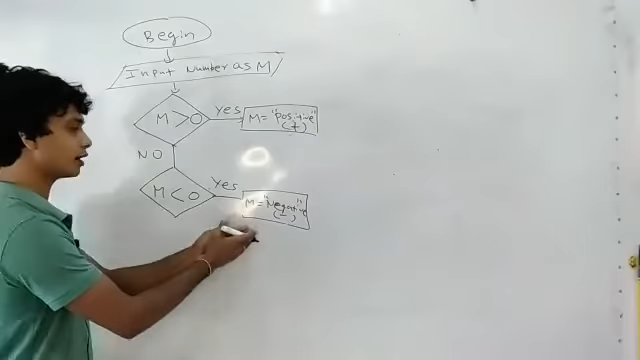 Begin
Input Number as M
M > 0
Yes
M = "positive"
(+)
NO
M < 0
Yes
M = "Negative"
(-)